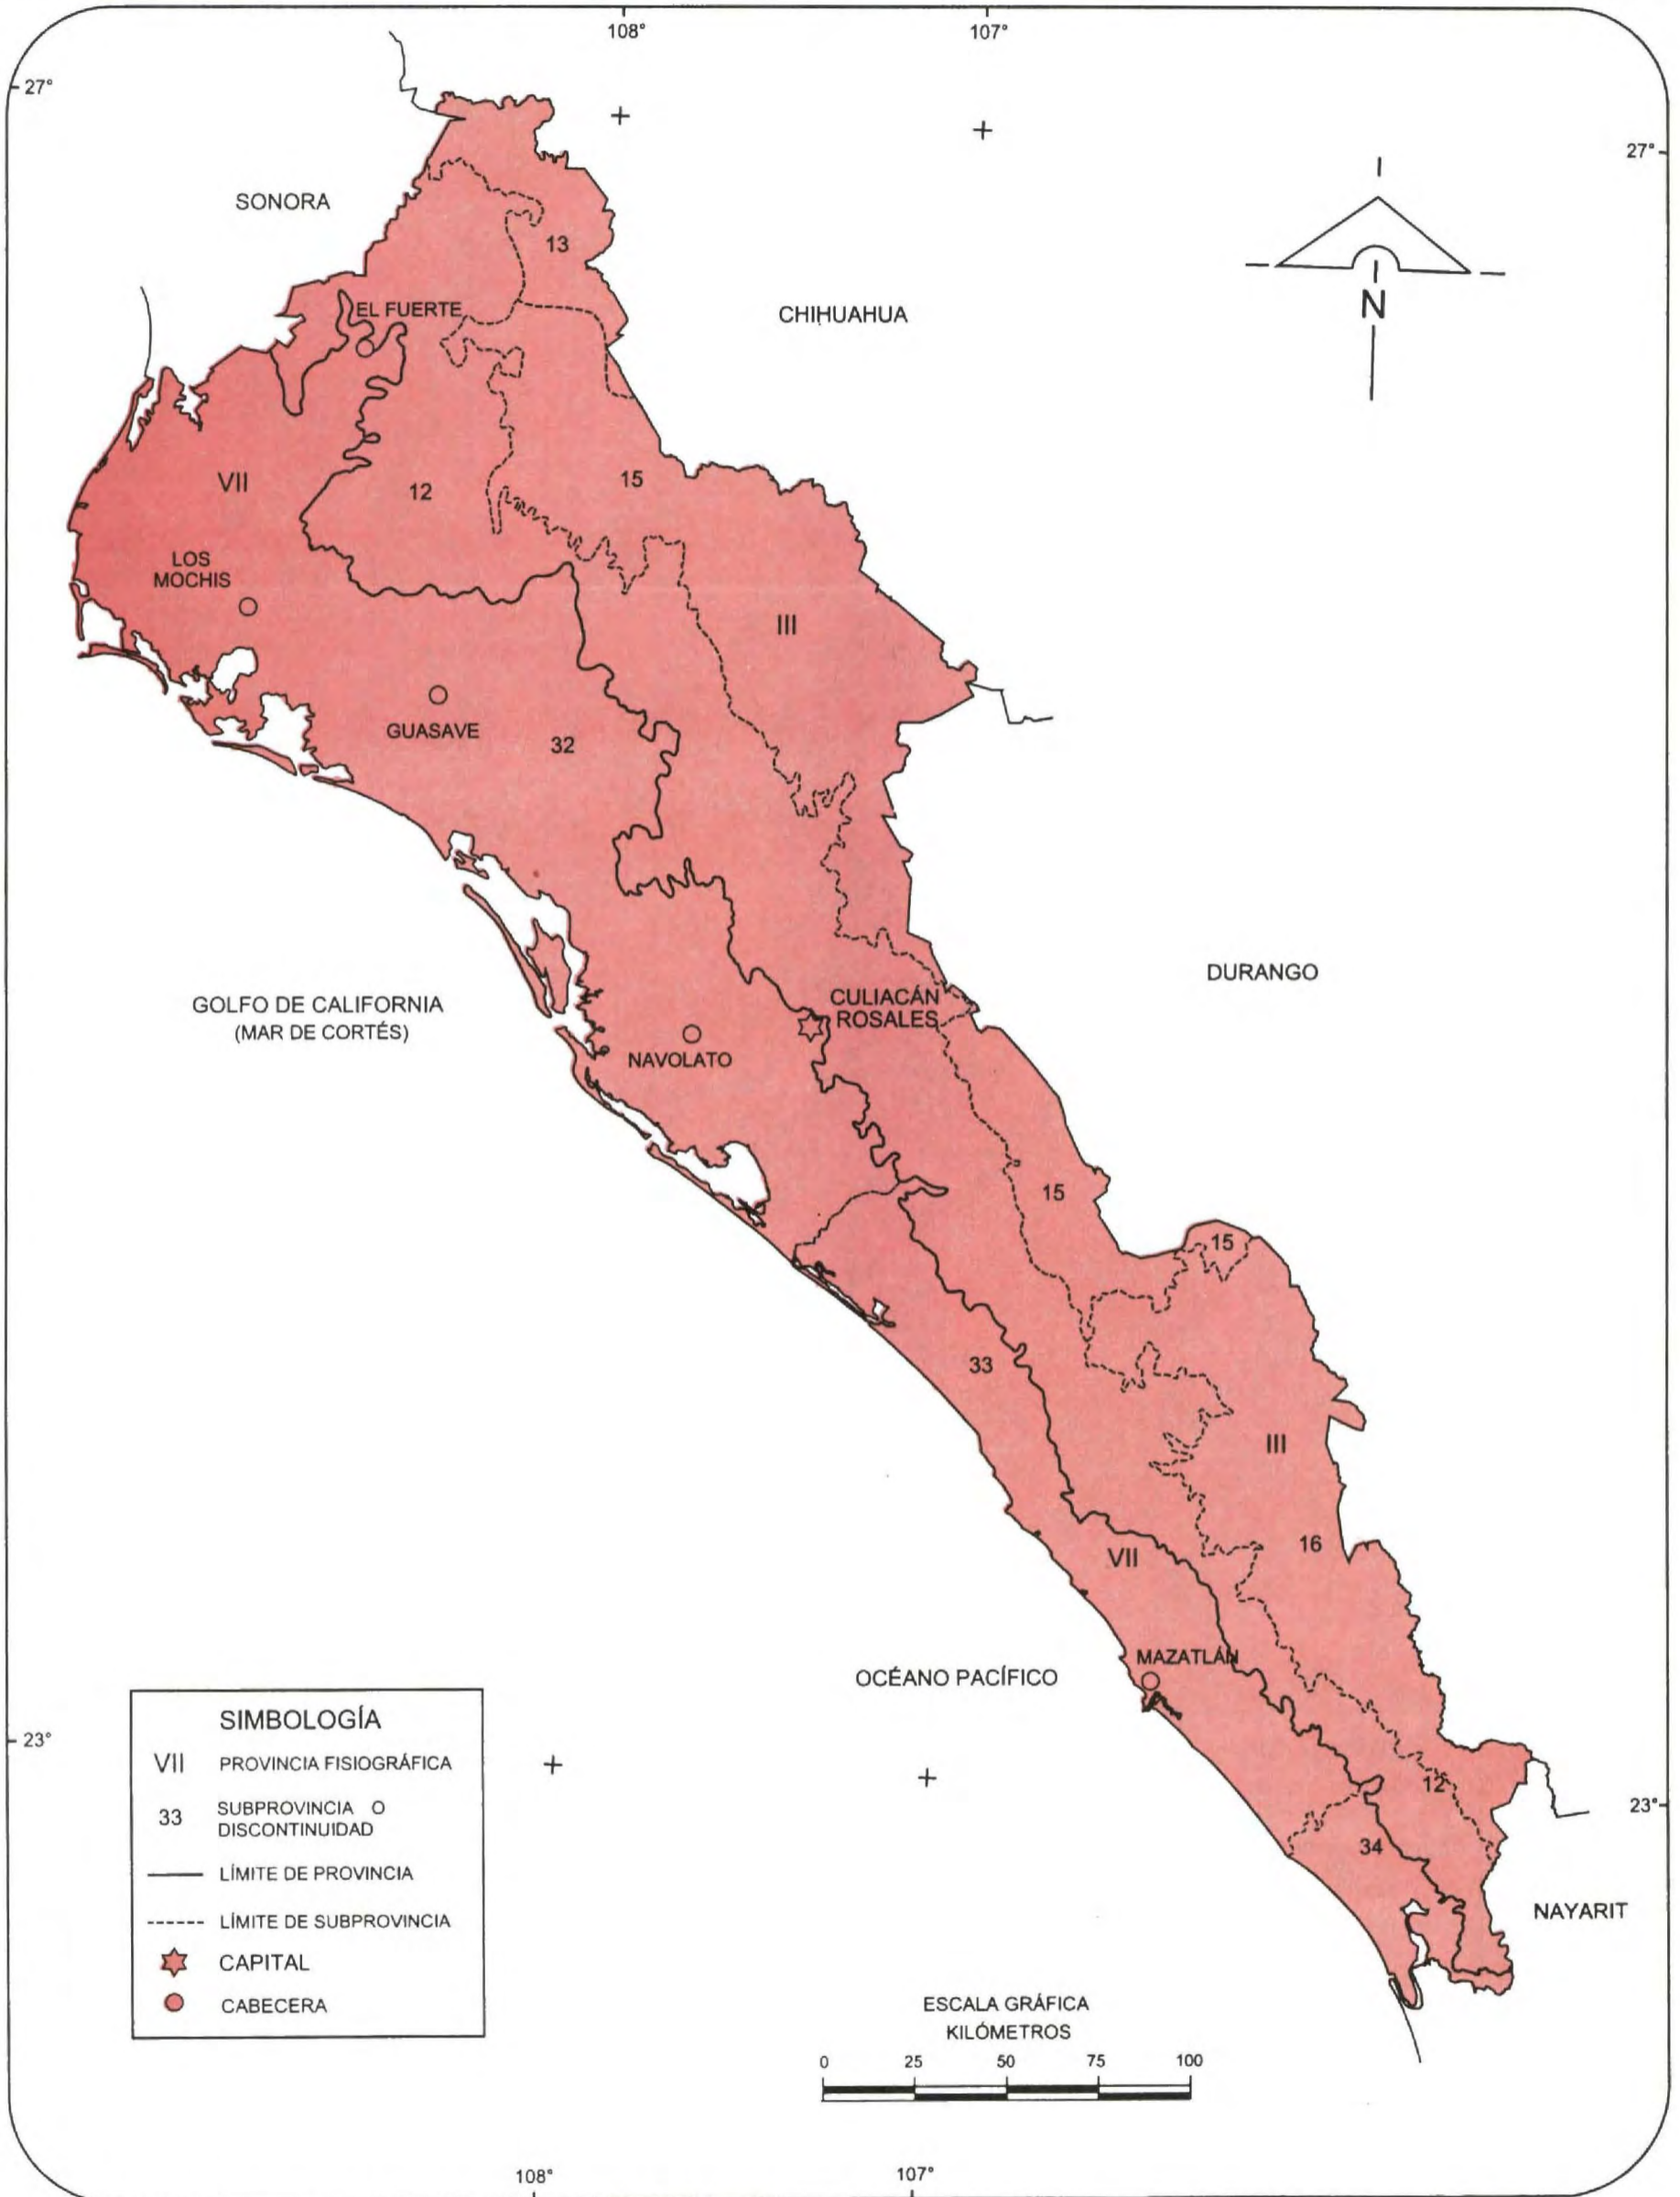 108°
107°
27°
27°
SONORA
13
EL FUERTE
CHIHUAHUA
N
VII
12
15
LOS
MOCHIS
III
GUASAVE
32
DURANGO
CULIACÁN
ROSALES
GOLFO DE CALIFORNIA
(MAR DE CORTÉS)
NAVOLATO
15
15
33
III
16
VII
MAZATLÁN
OCÉANO PACÍFICO
23°
12
23°
34
NAYARIT
SIMBOLOGÍA
VII PROVINCIA FISIOGRÁFICA
33 SUBPROVINCIA O
DISCONTINUIDAD
LÍMITE DE PROVINCIA
LÍMITE DE SUBPROVINCIA
CAPITAL
CABECERA
ESCALA GRÁFICA
KILÓMETROS
0 25 50 75 100
108°
107°